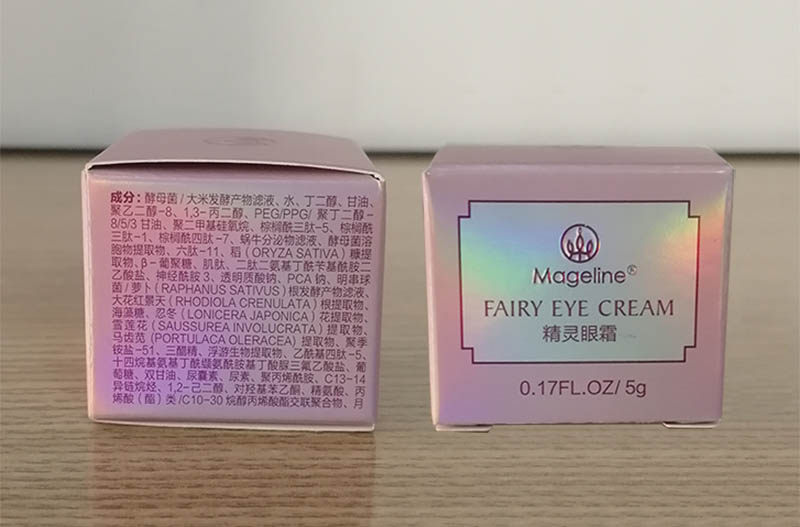 成分：酵母菌/大米发酵产物滤液、水、丁二醇、甘油、
聚乙二醇-8、1,3-丙二醇、PEG/PPG/聚丁二醇-
8/5/3甘油、聚二甲基硅氧烷、棕榈酰三肽-5、棕榈酰
三肽-1、棕榈酰四肽-7、蜗牛分泌物滤液、酵母菌溶
胞物提取物、六肽-11、稻（ORYZA SATIVA）糠提
取物、β-葡聚糖、肌肽、二肽二氨基丁酰苄基酰胺二
乙酸盐、神经酰胺3、透明质酸钠、PCA钠、明串球
菌/萝卜（RAPHANUS SATIVUS）根发酵产物滤液、
大花红景天（RHODIOLA CRENULATA）根提取物、
海藻糖、忍冬（LONICERA JAPONICA）花提取物、
雪莲花（SAUSSUREA INVOLUCRATA）提取物、
马齿苋（PORTULACA OLERACEA）提取物、聚季
铵盐-51、三醋精、浮游生物提取物、乙酰基四肽-5、
十四烷基氨基丁酰缬氨酰胺基丁酸脲三氟乙酸盐、葡
萄糖、双甘油、尿囊素、尿素、聚丙烯酰胺、C13-14
异链烷烃、1,2-己二醇、对羟基苯乙酮、精氨酸、丙
烯酸（酯）类/C10-30烷醇丙烯酸酯交联聚合物、月
Mageline®
FAIRY EYE CREAM
精灵眼霜
0.17FL.OZ/ 5g